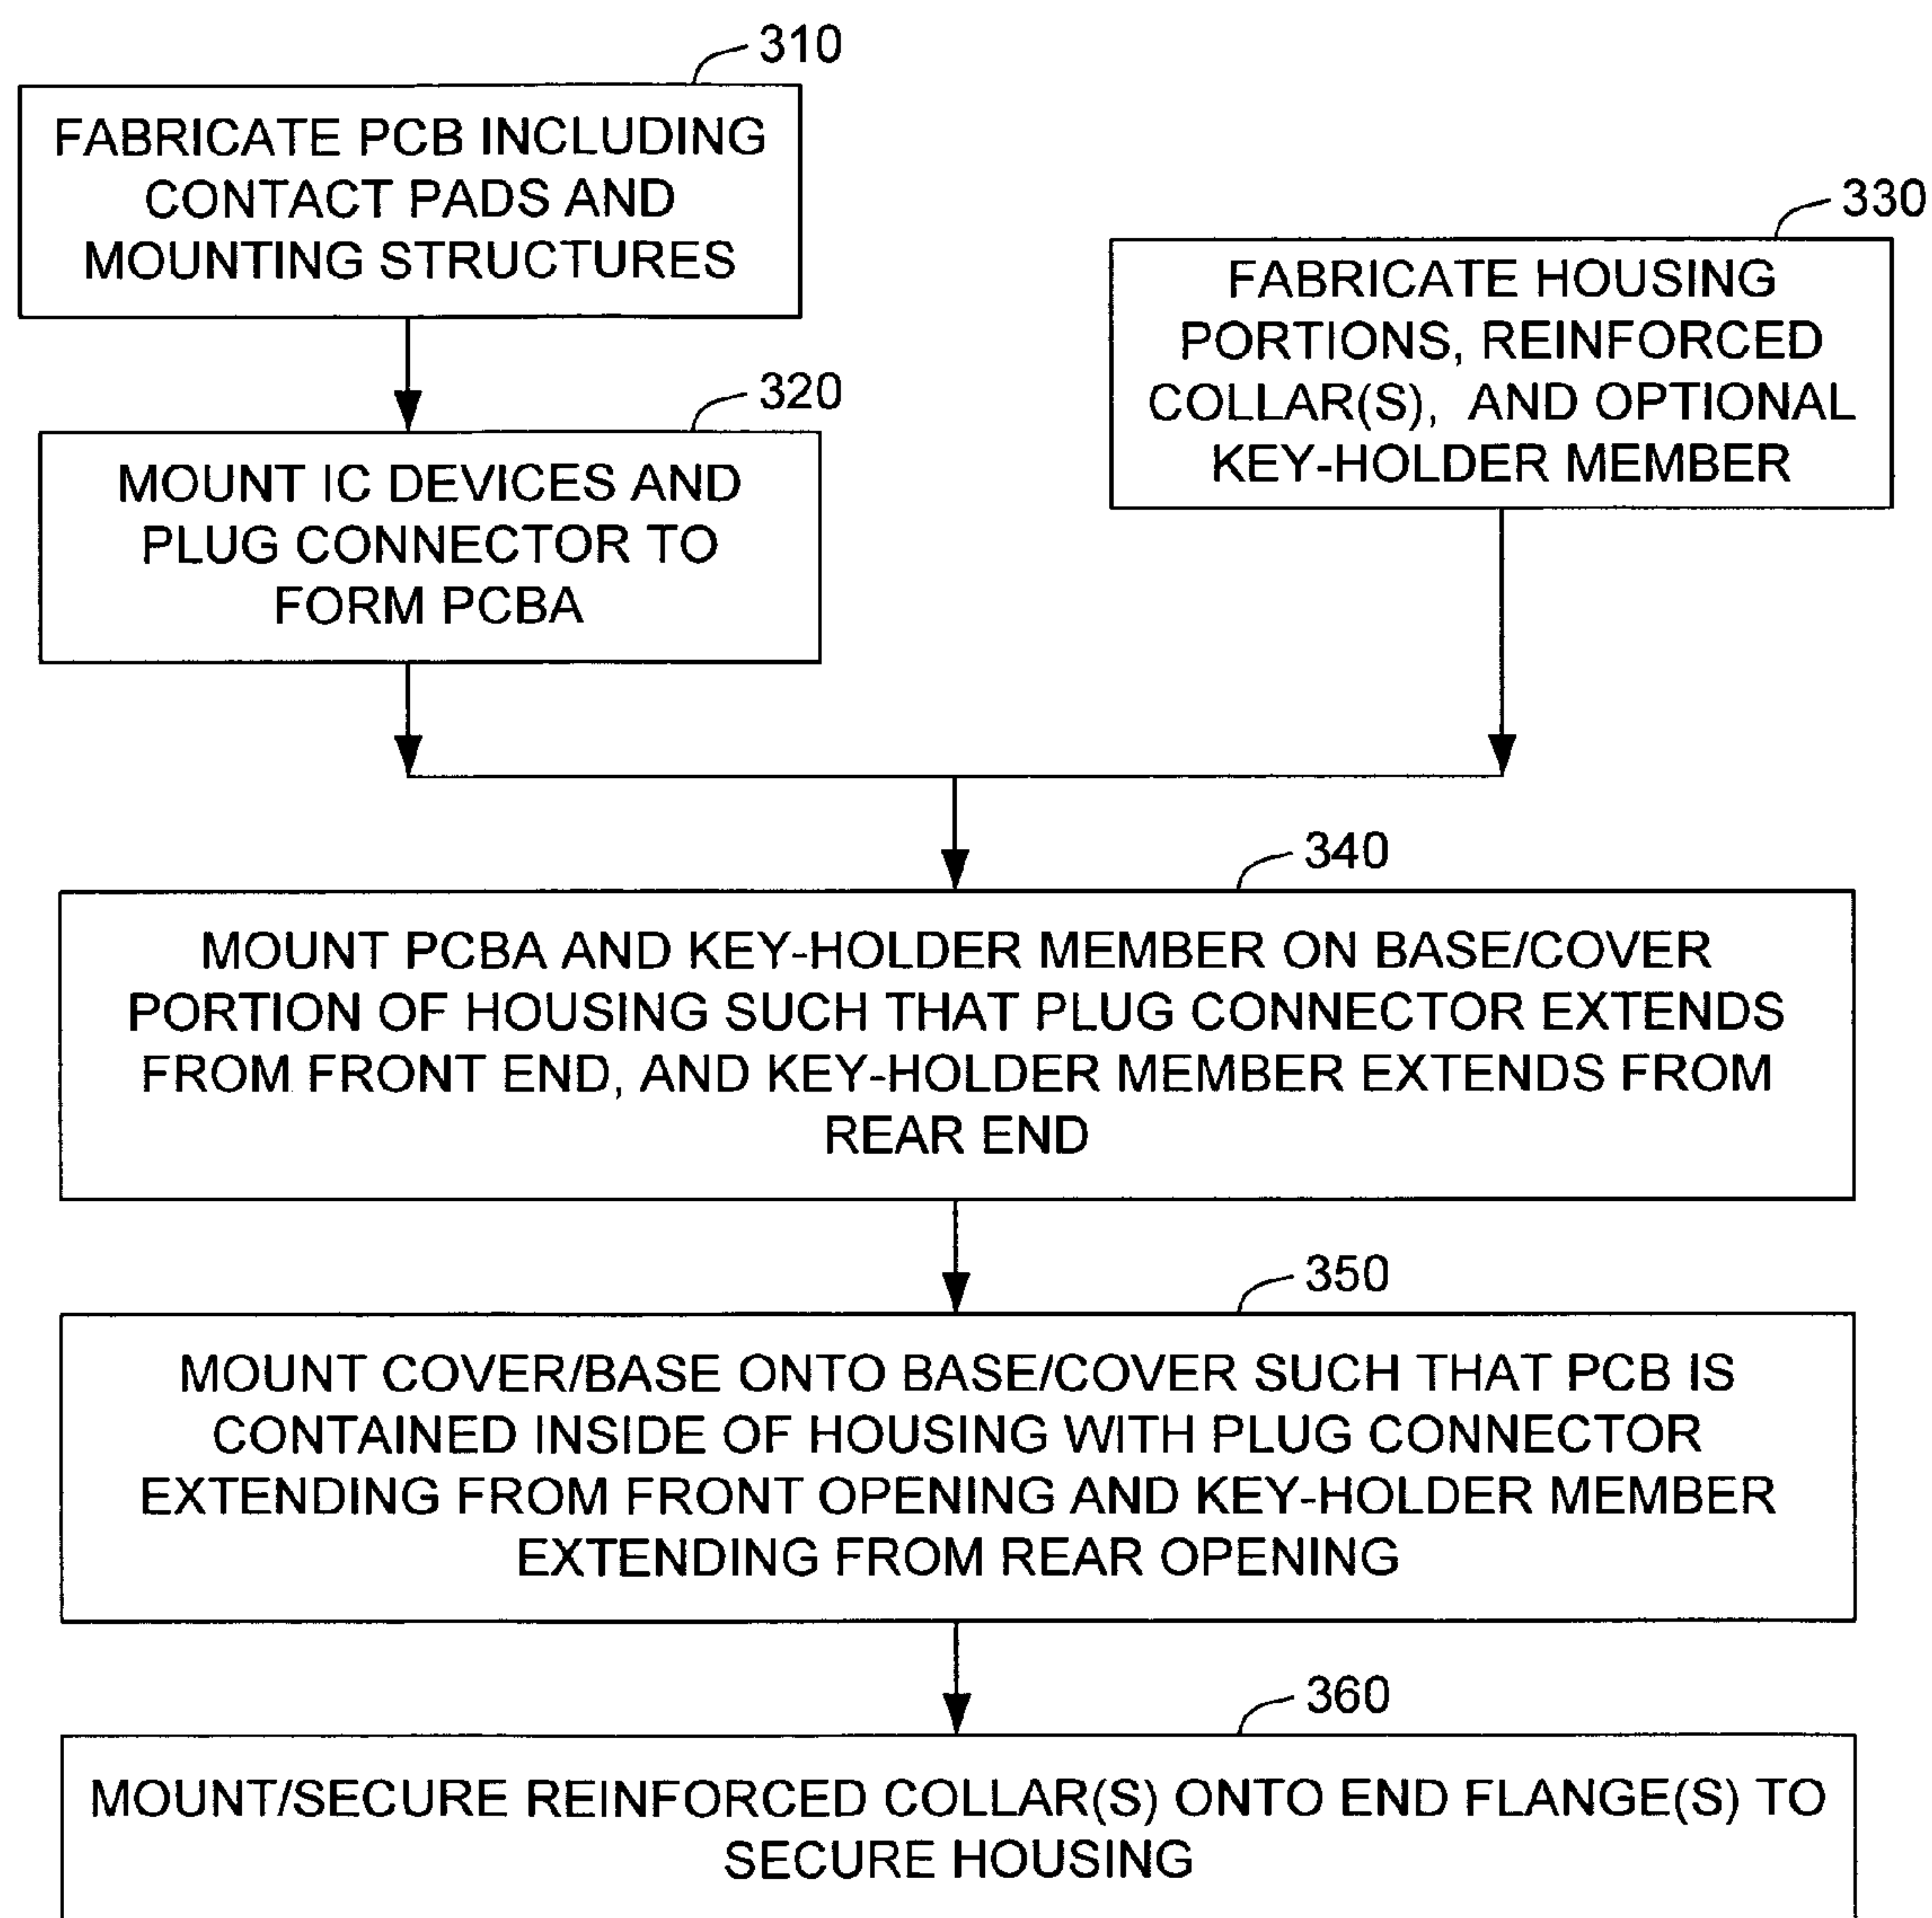 310
FABRICATE PCB INCLUDING
CONTACT PADS AND
MOUNTING STRUCTURES
320
MOUNT IC DEVICES AND
PLUG CONNECTOR TO
FORM PCBA
330
FABRICATE HOUSING
PORTIONS, REINFORCED
COLLAR(S), AND OPTIONAL
KEY-HOLDER MEMBER
340
MOUNT PCBA AND KEY-HOLDER MEMBER ON BASE/COVER
PORTION OF HOUSING SUCH THAT PLUG CONNECTOR EXTENDS
FROM FRONT END, AND KEY-HOLDER MEMBER EXTENDS FROM
REAR END
350
MOUNT COVER/BASE ONTO BASE/COVER SUCH THAT PCB IS
CONTAINED INSIDE OF HOUSING WITH PLUG CONNECTOR
EXTENDING FROM FRONT OPENING AND KEY-HOLDER MEMBER
EXTENDING FROM REAR OPENING
360
MOUNT/SECURE REINFORCED COLLAR(S) ONTO END FLANGE(S) TO
SECURE HOUSING